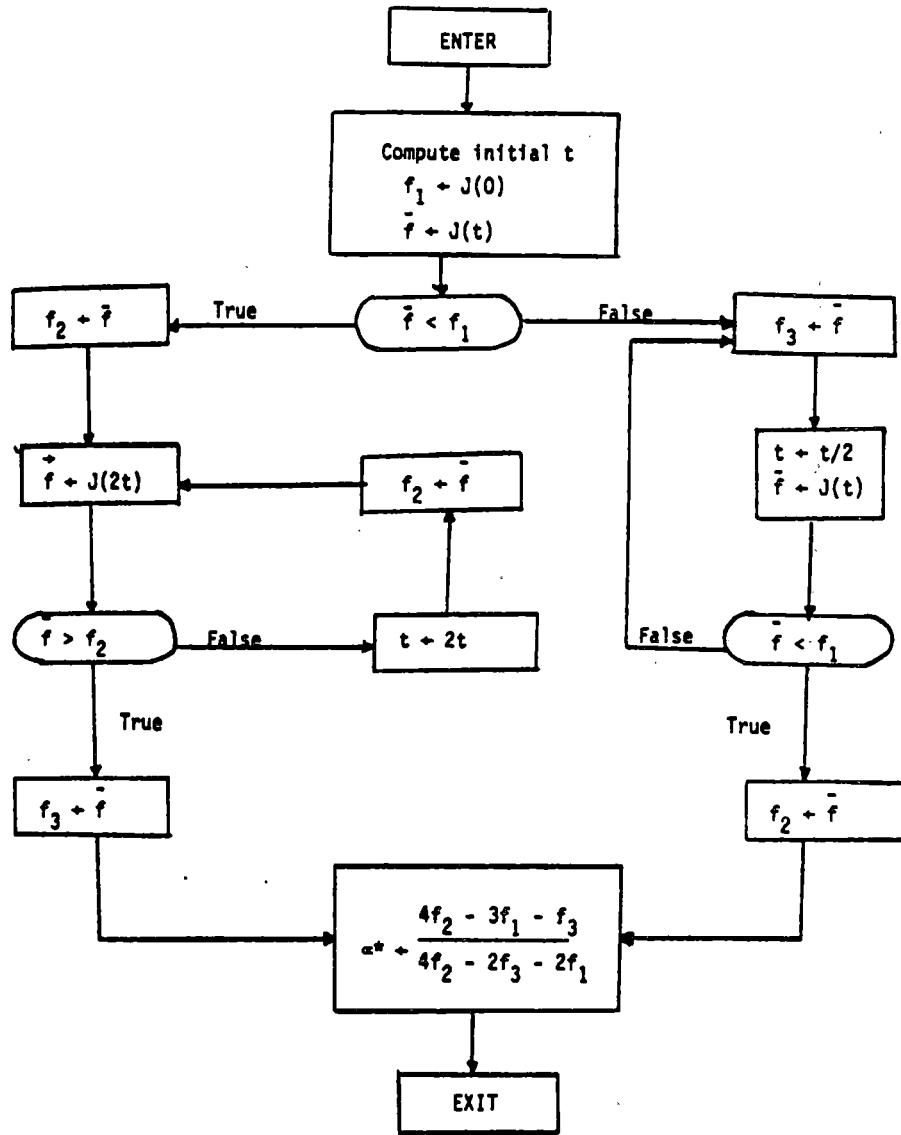 ENTER
Compute initial t
f₁ ← J(0)
f̄ ← J(t)
f̄ < f₁
True
False
f₂ ← f̄
f₃ ← f̄
f⃗ ← J(2t)
f₂ ← f̄
t ← t/2
f̄ ← J(t)
f̄ > f₂
False
t ← 2t
False
f̄ < f₁
True
True
f₃ ← f̄
f₂ ← f̄
4f₂ - 3f₁ - f₃
∝* ←
4f₂ - 2f₃ - 2f₁
EXIT